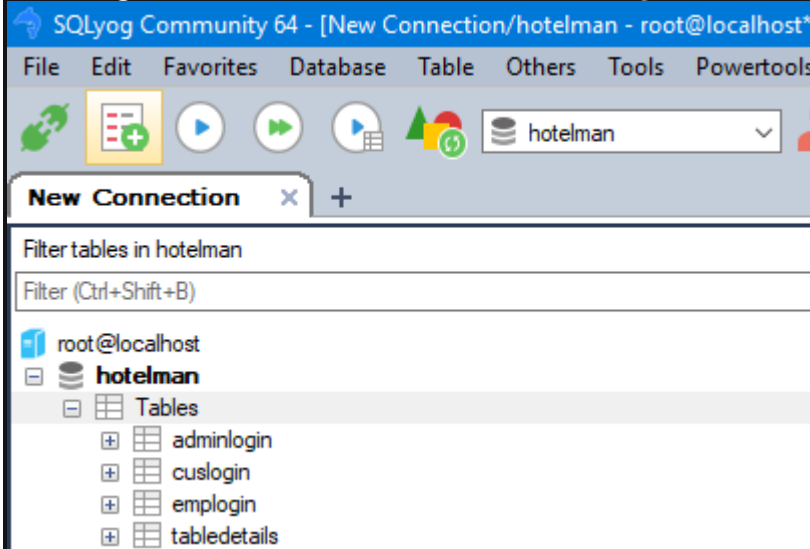 SQLyog Community 64 - [New Connection/hotelman - root@localhost*
File Edit Favorites Database Table Others Tools Powertools
hotelman
New Connection
Filter tables in hotelman
Filter (Ctrl+Shift+B)
root@localhost
hotelman
Tables
adminlogin
cuslogin
emplogin
tabledetails